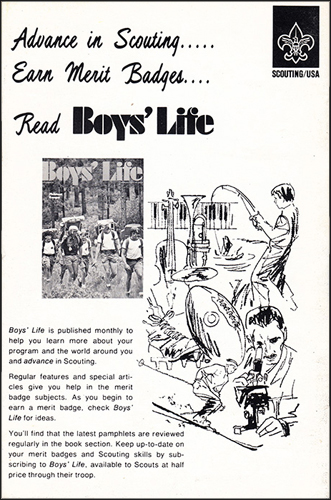 Advance in Scouting.....
Earn Merit Badges....
SCOUTING/USA
Read Boys' Life
Boys' Life
Boys' Life is published monthly to
help you learn more about your
program and the world around you
and advance in Scouting.
Regular features and special arti-
cles give you help in the merit
badge subjects. As you begin to
earn a merit badge, check Boys'
Life for ideas.
You'll find that the latest pamphlets are reviewed
regularly in the book section. Keep up-to-date on
your merit badges and Scouting skills by sub-
scribing to Boys' Life, available to Scouts at half
price through their troop.